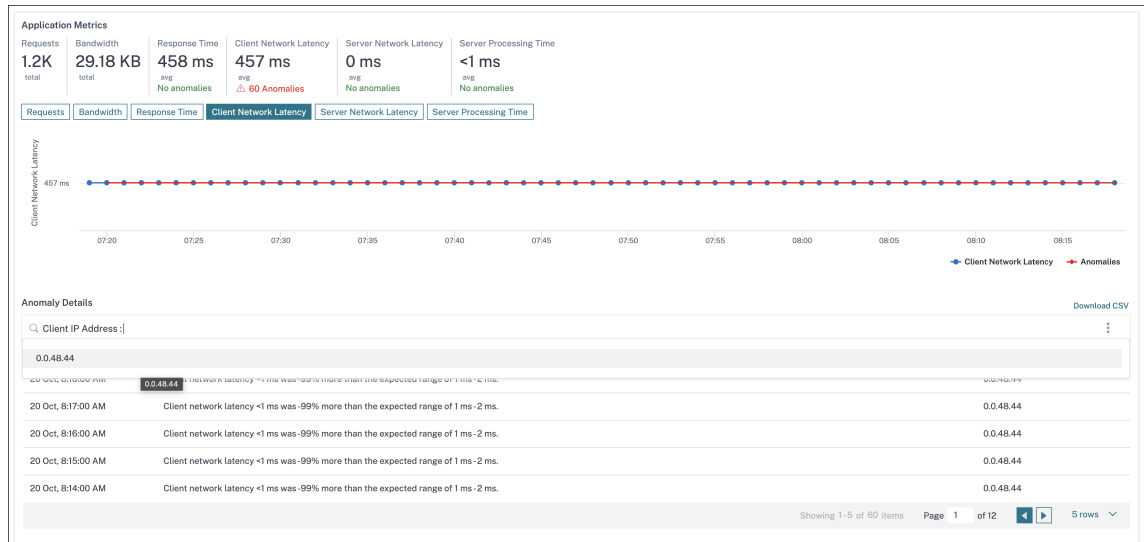 Application Metrics
Requests Bandwidth Response Time Client Network Latency Server Network Latency Server Processing Time
1.2K 29.18 KB 458 ms 457 ms 0 ms <1 ms
total total avg avg avg avg
No anomalies 60 Anomalies No anomalies No anomalies
Requests Bandwidth Response Time Client Network Latency Server Network Latency Server Processing Time
Client Network Latency
457 ms
07:20 07:25 07:30 07:35 07:40 07:45 07:50 07:55 08:00 08:05 08:10 08:15
Client Network Latency Anomalies
Anomaly Details Download CSV
Client IP Address :
0.0.48.44
20 Oct, 8:18:00 AM Client network latency <1 ms was -99% more than the expected range of 1 ms - 2 ms. 0.0.48.44
0.0.48.44
20 Oct, 8:17:00 AM Client network latency <1 ms was -99% more than the expected range of 1 ms - 2 ms. 0.0.48.44
20 Oct, 8:16:00 AM Client network latency <1 ms was -99% more than the expected range of 1 ms - 2 ms. 0.0.48.44
20 Oct, 8:15:00 AM Client network latency <1 ms was -99% more than the expected range of 1 ms - 2 ms. 0.0.48.44
20 Oct, 8:14:00 AM Client network latency <1 ms was -99% more than the expected range of 1 ms - 2 ms. 0.0.48.44
Showing 1-5 of 60 items Page 1 of 12 5 rows